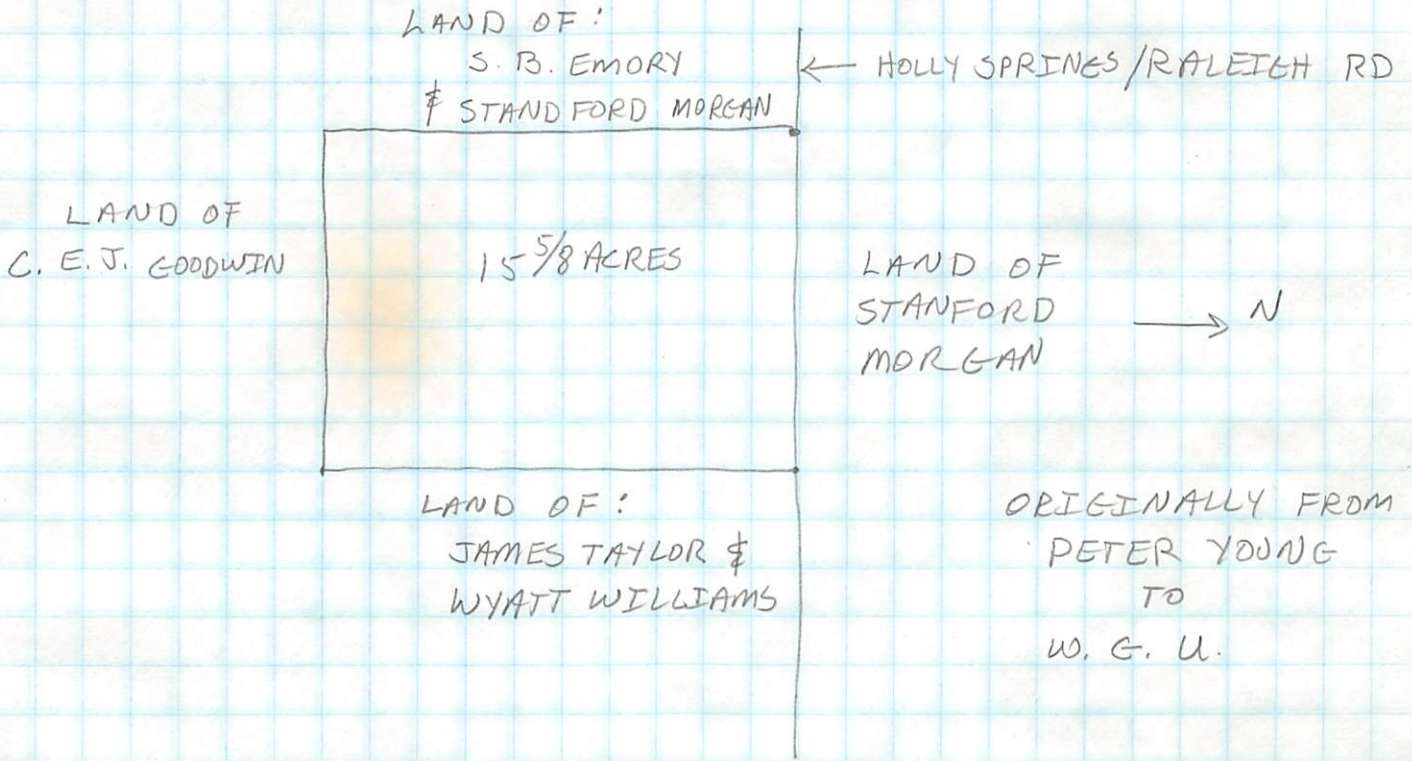 LAND OF:
S. B. EMORY
& STANDFORD MORGAN
← HOLLY SPRINGS/RALEIGH RD
LAND OF
C. E. J. GOODWIN
15 5/8 ACRES
LAND OF
STANFORD
MORGAN
→ N
LAND OF:
JAMES TAYLOR &
WYATT WILLIAMS
ORIGINALLY FROM
PETER YOUNG
TO
W. G. U.